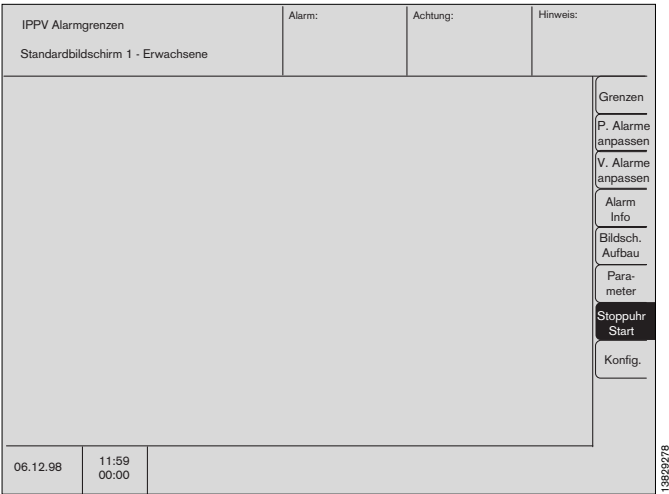 IPPV Alarmgrenzen
Standardbildschirm 1 - Erwachsene
Alarm:
Achtung:
Hinweis:
Grenzen
P. Alarme
anpassen
V. Alarme
anpassen
Alarm
Info
Bildsch.
Aufbau
Para-
meter
Stoppuhr
Start
Konfig.
06.12.98
11:59
00:00
13829278